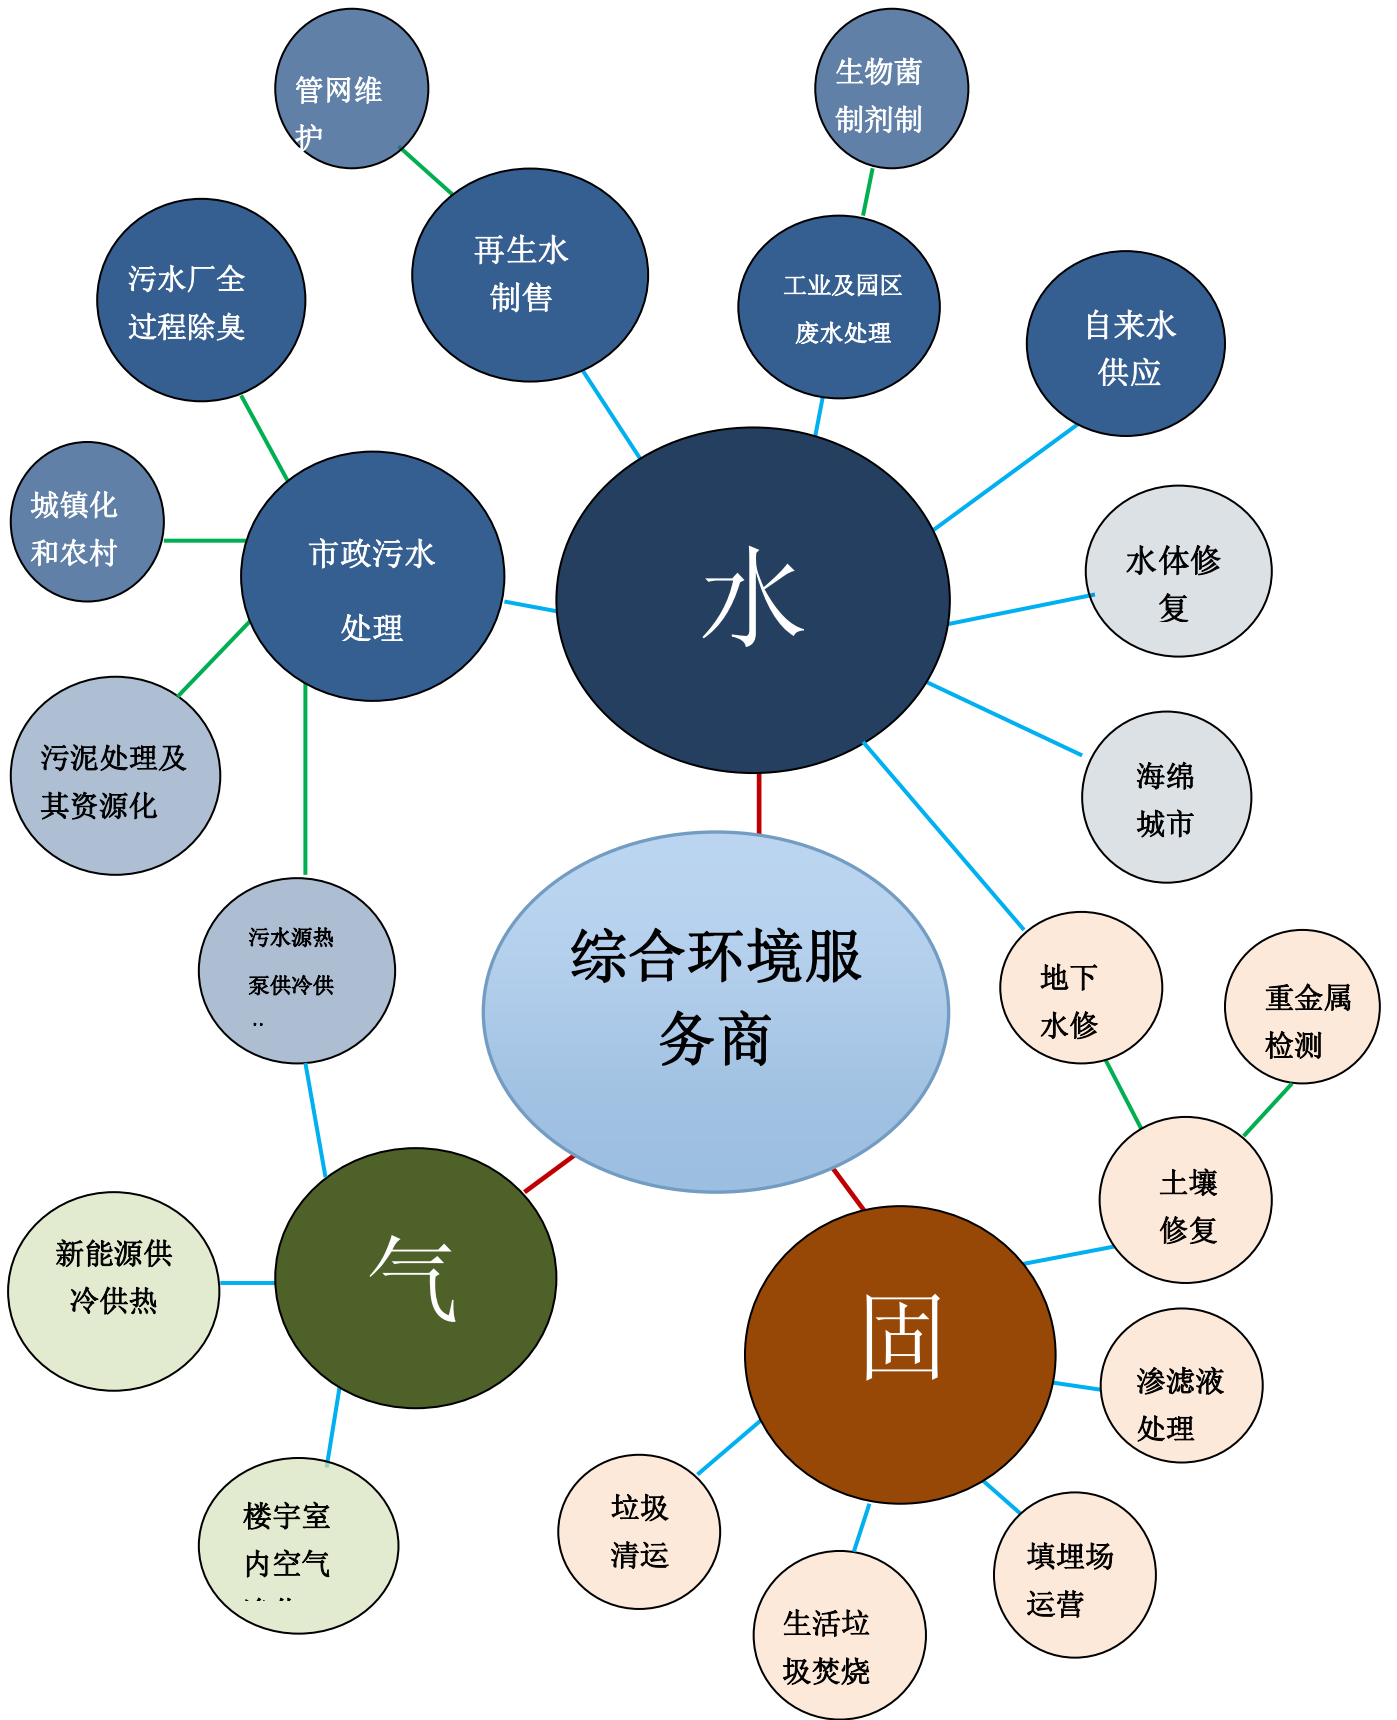 管网维
护
生物菌
制剂制
再生水
制售
污水厂全
过程除臭
工业及园区
废水处理
自来水
供应
城镇化
和农村
市政污水
处理
水
水体修
复
污泥处理及
其资源化
海绵
城市
污水源热
泵供冷供
综合环境服
务商
地下
水修
重金属
检测
土壤
修复
新能源供
冷供热
气
固
渗滤液
处理
楼宇室
内空气
垃圾
清运
填埋场
运营
生活垃
圾焚烧